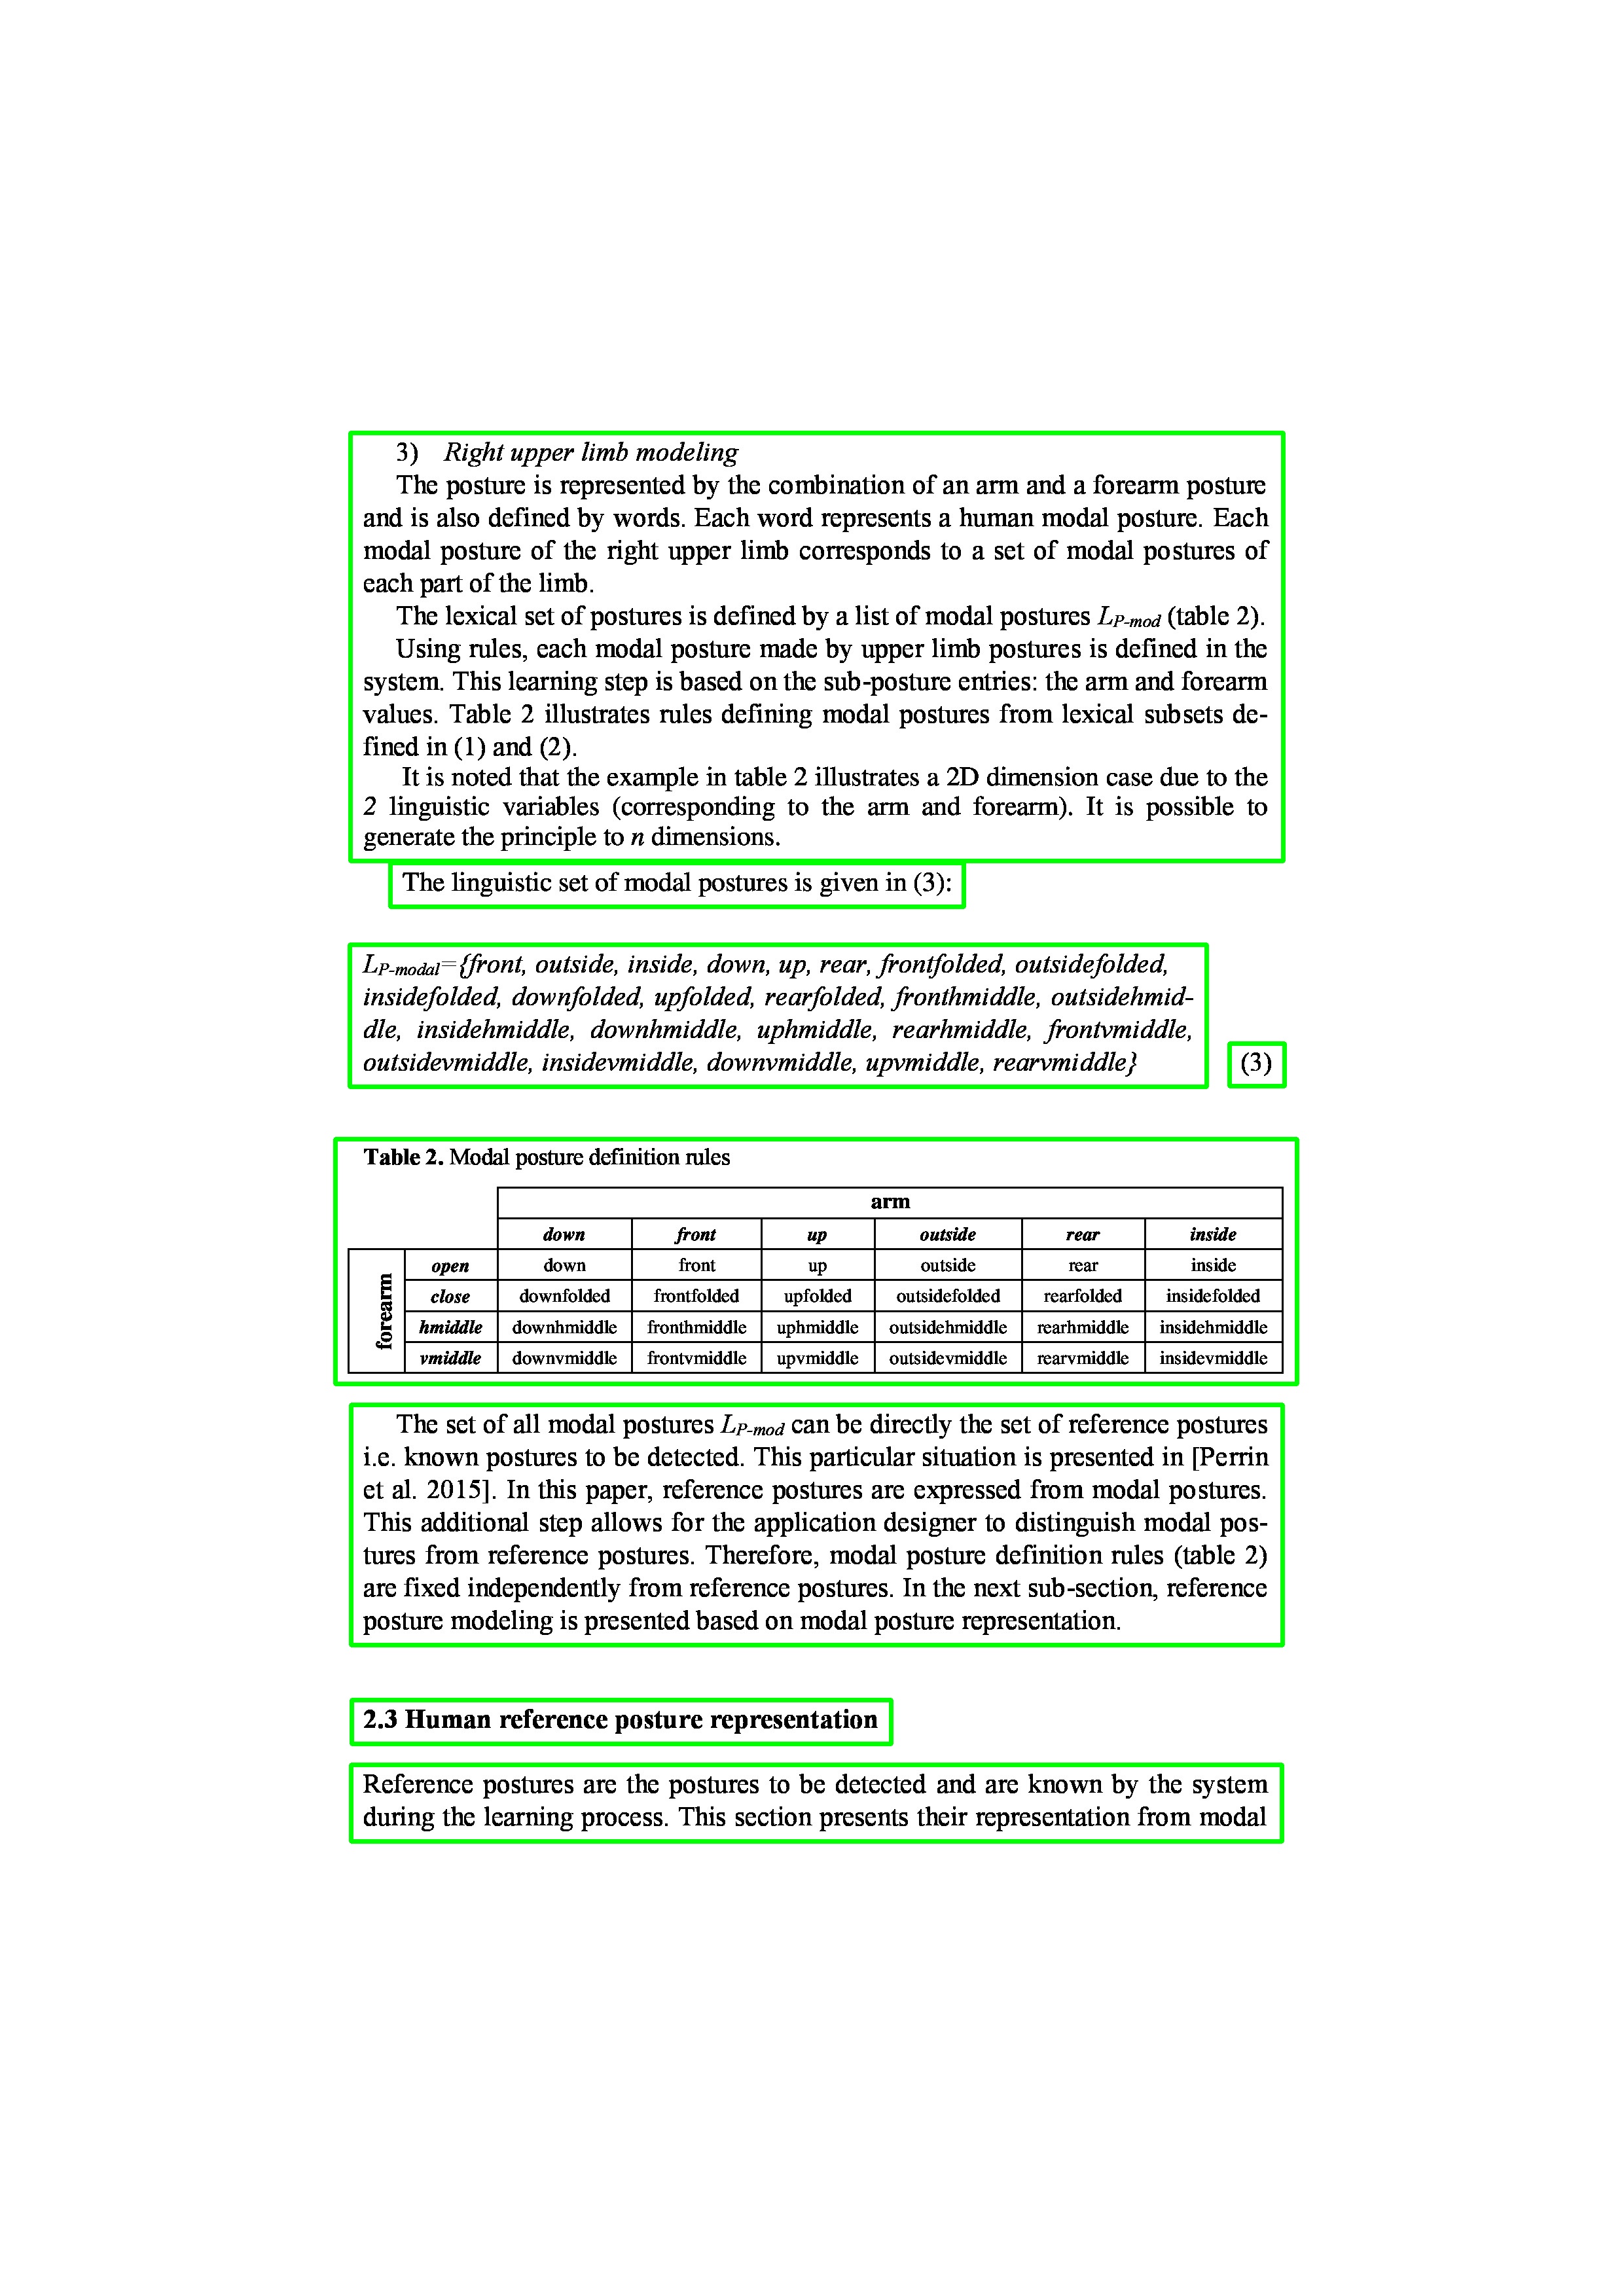 3) Right upper limb modeling
The posture is represented by the combination of an arm and a forearm posture
and is also defined by words. Each word represents a human modal posture. Each
modal posture of the right upper limb corresponds to a set of modal postures of
each part of the limb.
The lexical set of postures is defined by a list of modal postures LP-mod (table 2).
Using rules, each modal posture made by upper limb postures is defined in the
system. This learning step is based on the sub-posture entries: the arm and forearm
values. Table 2 illustrates rules defining modal postures from lexical subsets de-
fined in (1) and (2).
It is noted that the example in table 2 illustrates a 2D dimension case due to the
2 linguistic variables (corresponding to the arm and forearm). It is possible to
generate the principle to n dimensions.
The linguistic set of modal postures is given in (3):
LP-modal={front, outside, inside, down, up, rear, frontfolded, outsidefolded,
insidefolded, downfolded, upfolded, rearfolded, fronthmiddle, outsidehmid-
dle, insidehmiddle, downhmiddle, uphmiddle, rearhmiddle, frontvmiddle,
outsidevmiddle, insidevmiddle, downvmiddle, upvmiddle, rearvmiddle} (3)
Table 2. Modal posture definition rules
arm
down front up outside rear inside
forearm
open down front up outside rear inside
close downfolded frontfolded upfolded outsidefolded rearfolded insidefolded
hmiddle downhmiddle fronthmiddle uphmiddle outsidehmiddle rearhmiddle insidehmiddle
vmiddle downvmiddle frontvmiddle upvmiddle outsidevmiddle rearvmiddle insidevmiddle
The set of all modal postures LP-mod can be directly the set of reference postures
i.e. known postures to be detected. This particular situation is presented in [Perrin
et al. 2015]. In this paper, reference postures are expressed from modal postures.
This additional step allows for the application designer to distinguish modal pos-
tures from reference postures. Therefore, modal posture definition rules (table 2)
are fixed independently from reference postures. In the next sub-section, reference
posture modeling is presented based on modal posture representation.
2.3 Human reference posture representation
Reference postures are the postures to be detected and are known by the system
during the learning process. This section presents their representation from modal